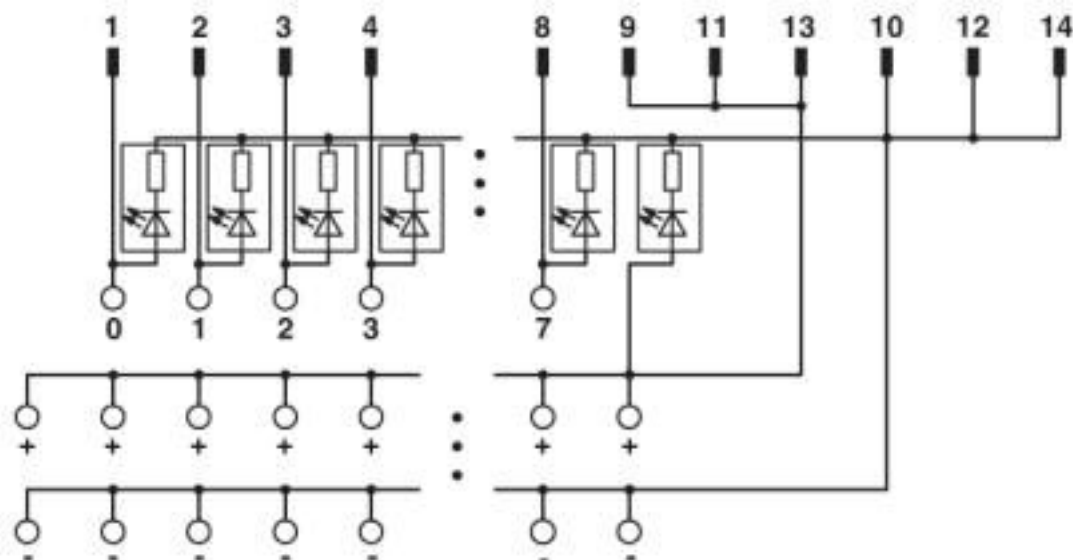 1 2 3 4 8 9 11 13 10 12 14
0 1 2 3 7
+ + + + + + +
- - - - - - -